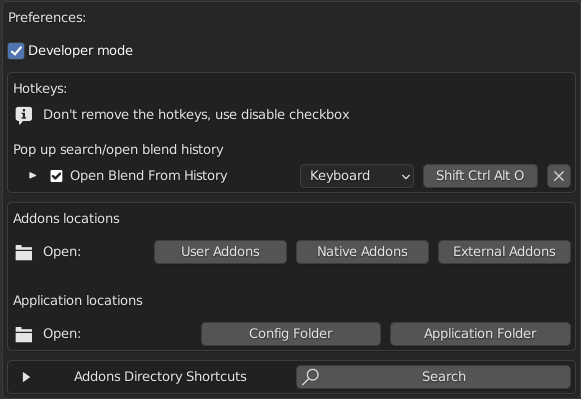 Preferences:
Developer mode
Hotkeys:
Don't remove the hotkeys, use disable checkbox
Pop up search/open blend history
Open Blend From History Keyboard Shift Ctrl Alt O
Addons locations
Open: User Addons Native Addons External Addons
Application locations
Open: Config Folder Application Folder
Addons Directory Shortcuts Search